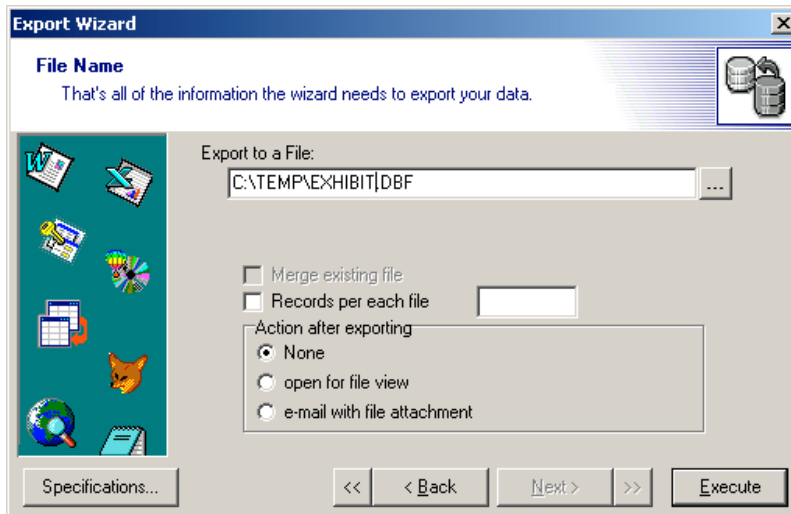 Export Wizard
File Name
That's all of the information the wizard needs to export your data.
Export to a File:
C:\TEMP\EXHIBIT.DBF
...
Merge existing file
Records per each file
Action after exporting
None
open for file view
e-mail with file attachment
Specifications...
<<
< Back
Next >
>>
Execute